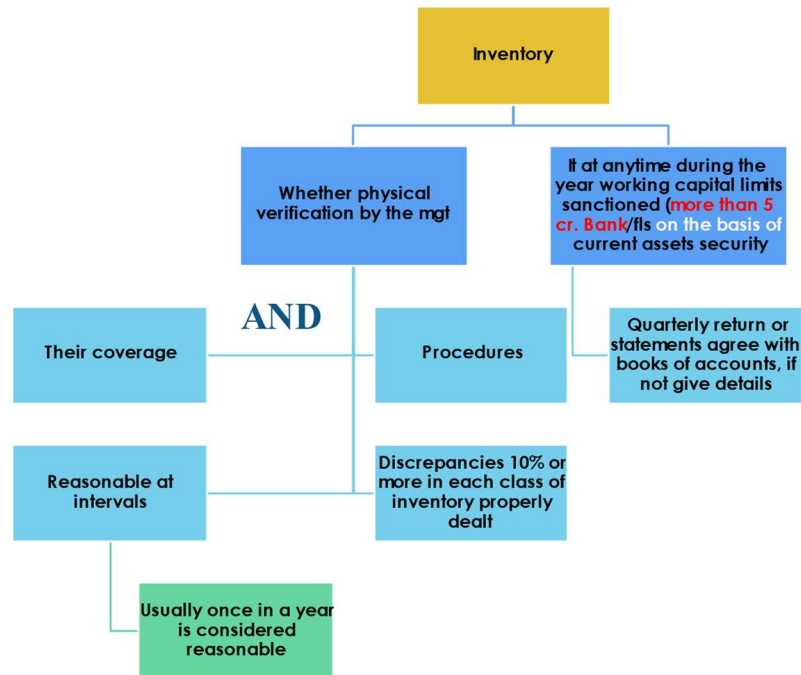 Inventory
Whether physical
verification by the mgt
It at anytime during the
year working capital limits
sanctioned (more than 5
cr. Bank/fIs on the basis of
current assets security
AND
Their coverage
Procedures
Quarterly return or
statements agree with
books of accounts, if
not give details
Reasonable at
intervals
Discrepancies 10% or
more in each class of
inventory properly
dealt
Usually once in a year
is considered
reasonable